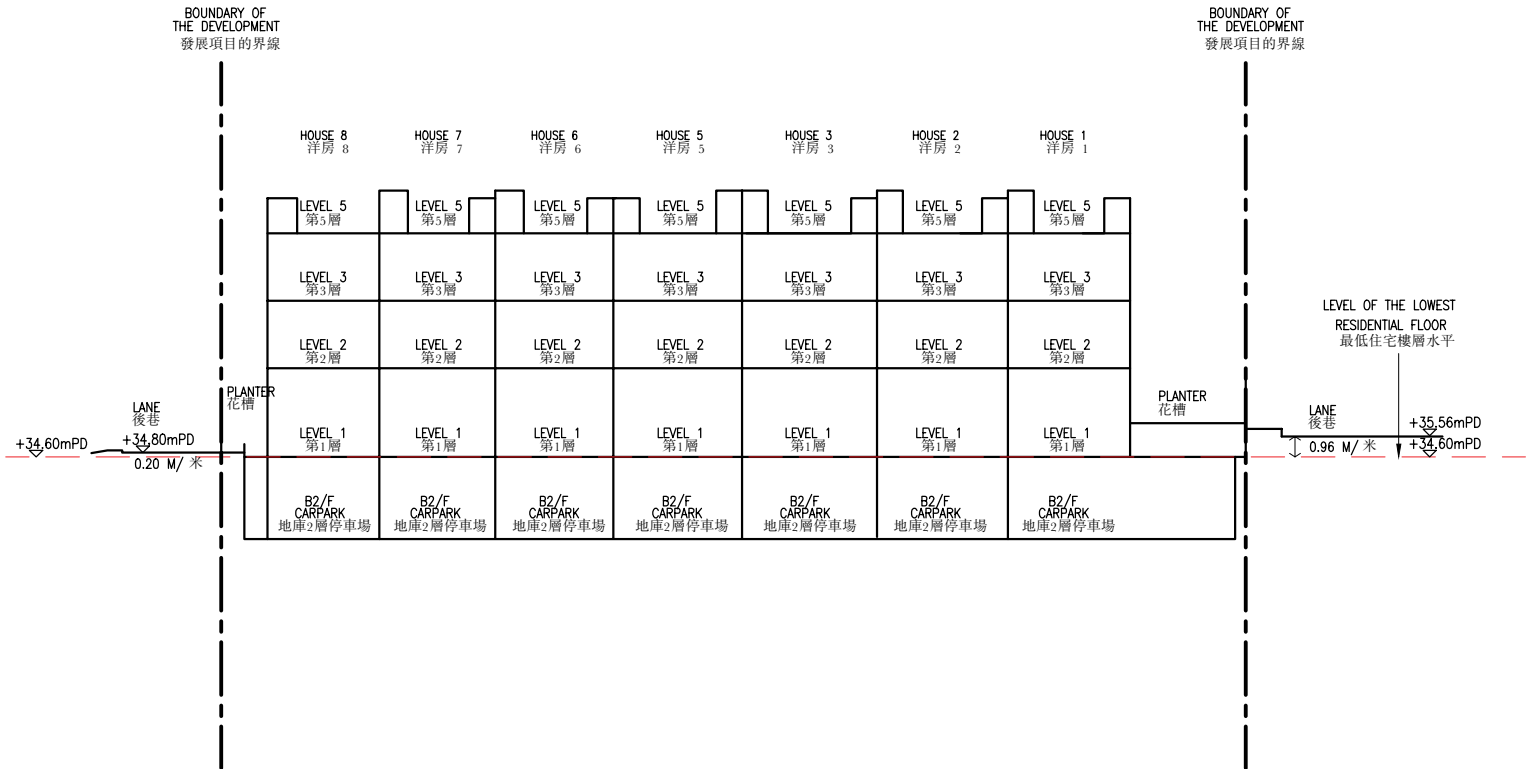 BOUNDARY OF
THE DEVELOPMENT
發展項目的界線
BOUNDARY OF
THE DEVELOPMENT
發展項目的界線
HOUSE 8
洋房 8
HOUSE 7
洋房 7
HOUSE 6
洋房 6
HOUSE 5
洋房 5
HOUSE 3
洋房 3
HOUSE 2
洋房 2
HOUSE 1
洋房 1
LEVEL 5
第5層
LEVEL 5
第5層
LEVEL 5
第5層
LEVEL 5
第5層
LEVEL 5
第5層
LEVEL 5
第5層
LEVEL 5
第5層
LEVEL 3
第3層
LEVEL 3
第3層
LEVEL 3
第3層
LEVEL 3
第3層
LEVEL 3
第3層
LEVEL 3
第3層
LEVEL 3
第3層
LEVEL OF THE LOWEST
RESIDENTIAL FLOOR
最低住宅樓層水平
LEVEL 2
第2層
LEVEL 2
第2層
LEVEL 2
第2層
LEVEL 2
第2層
LEVEL 2
第2層
LEVEL 2
第2層
LEVEL 2
第2層
PLANTER
花槽
PLANTER
花槽
LANE
後巷
LANE
後巷
+34.60mPD
+34.80mPD
0.20 M/ 米
LEVEL 1
第1層
LEVEL 1
第1層
LEVEL 1
第1層
LEVEL 1
第1層
LEVEL 1
第1層
LEVEL 1
第1層
LEVEL 1
第1層
+35.56mPD
0.96 M/ 米
+34.60mPD
B2/F
CARPARK
地庫2層停車場
B2/F
CARPARK
地庫2層停車場
B2/F
CARPARK
地庫2層停車場
B2/F
CARPARK
地庫2層停車場
B2/F
CARPARK
地庫2層停車場
B2/F
CARPARK
地庫2層停車場
B2/F
CARPARK
地庫2層停車場